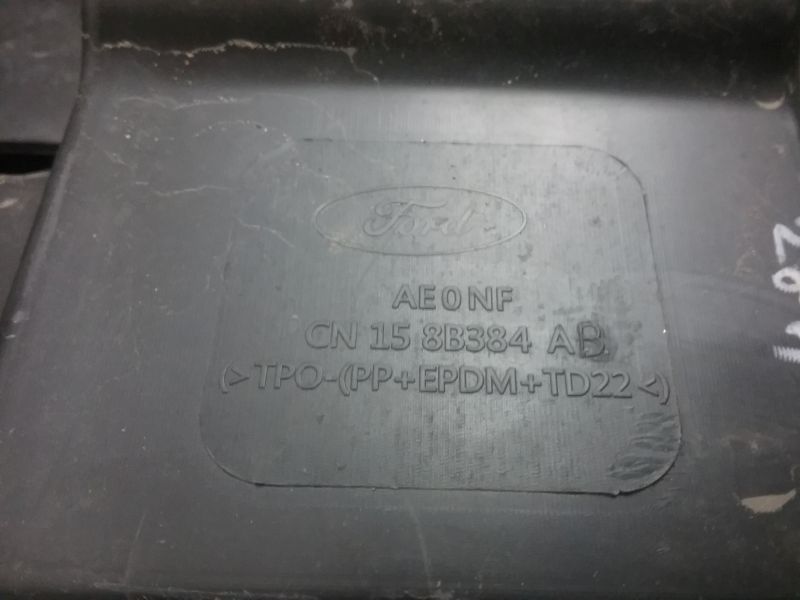 Ford
AE0NF
CN 15 8B384 AB
(>TPO-(PP+EPDM+TD22<)